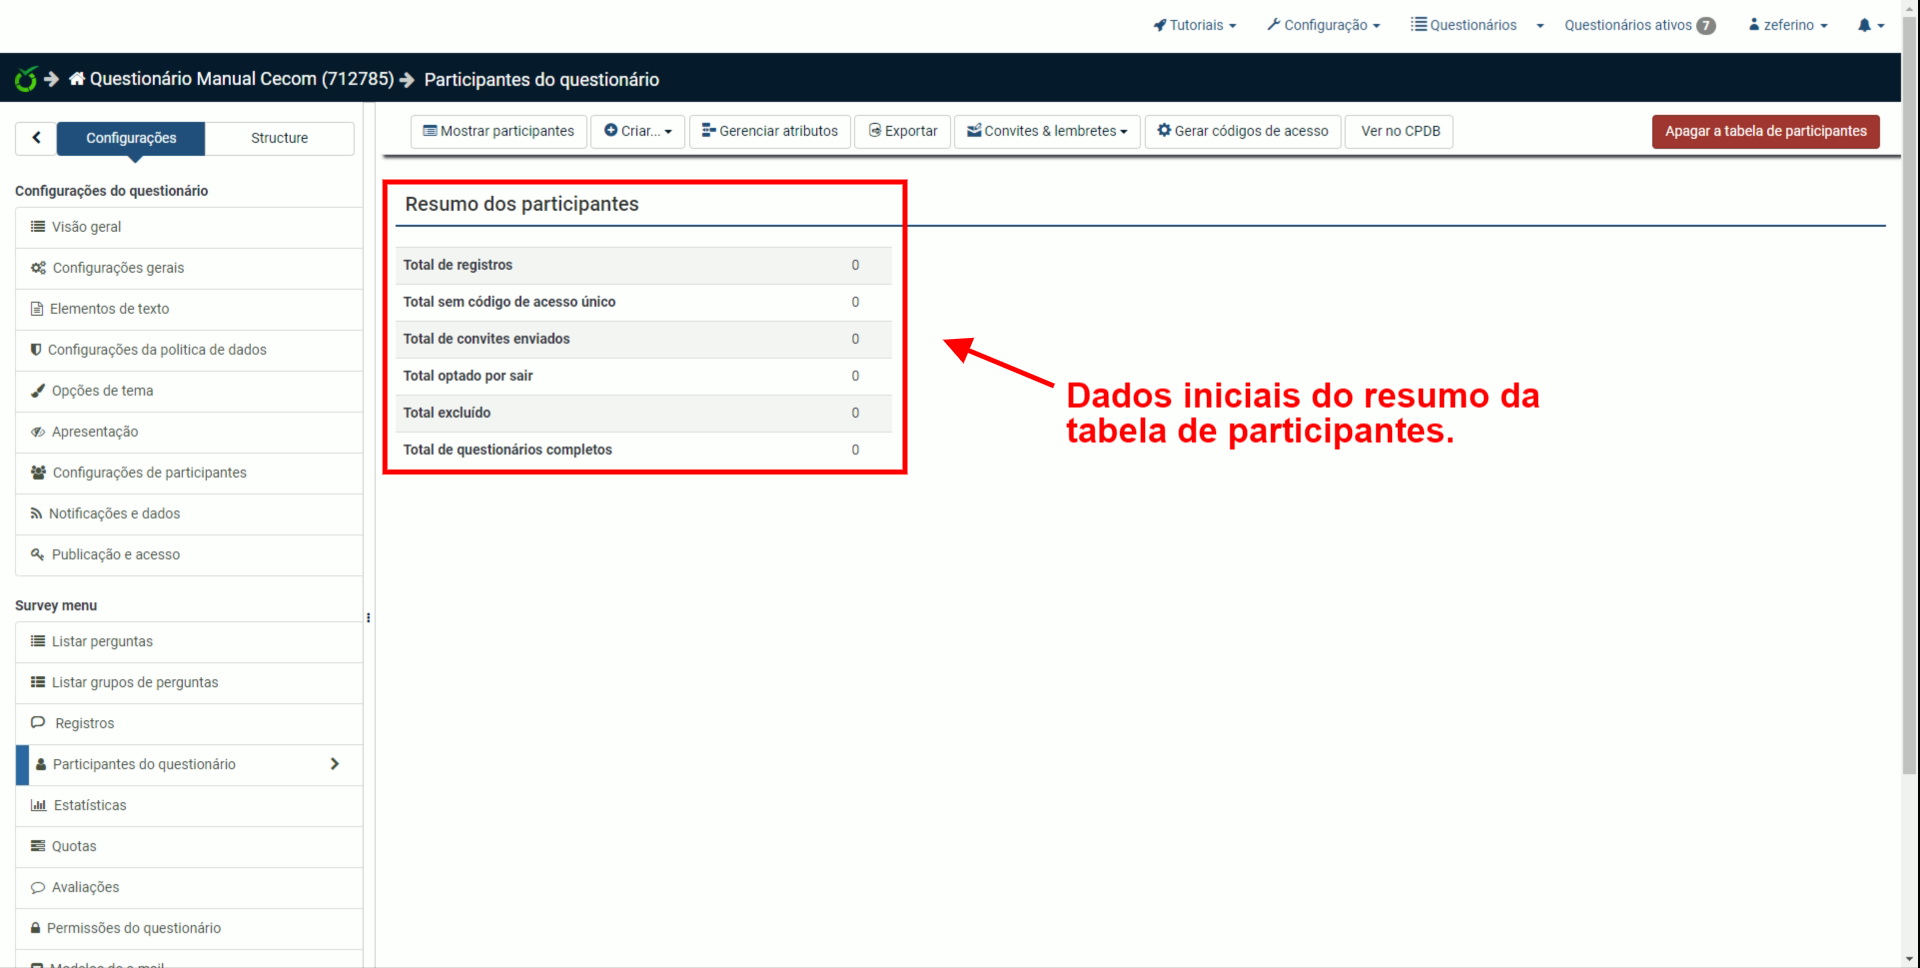 Tutoriais
Configuração
Questionários
Questionários ativos 7
zeferino
Questionário Manual Cecom (712785)
Participantes do questionário
Configurações
Structure
Mostrar participantes
Criar...
Gerenciar atributos
Exportar
Convites & lembretes
Gerar códigos de acesso
Ver no CPDB
Apagar a tabela de participantes
Configurações do questionário
Visão geral
Configurações gerais
Elementos de texto
Configurações da politica de dados
Opções de tema
Apresentação
Configurações de participantes
Notificações e dados
Publicação e acesso
Survey menu
Listar perguntas
Listar grupos de perguntas
Registros
Participantes do questionário
Estatísticas
Quotas
Avaliações
Permissões do questionário
Modelos de e-mail
Resumo dos participantes
Total de registros 0
Total sem código de acesso único 0
Total de convites enviados 0
Total optado por sair 0
Total excluído 0
Total de questionários completos 0
Dados iniciais do resumo da
tabela de participantes.